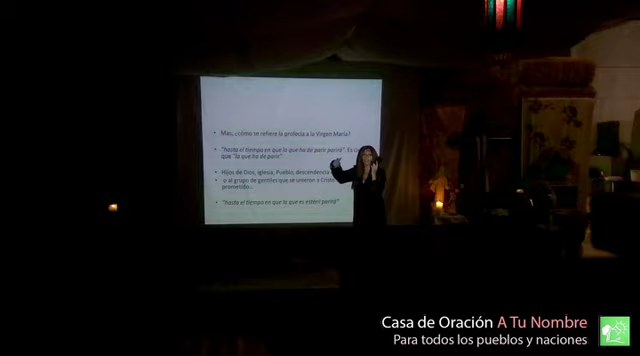 Mas, ¿cómo se refiere la profecía a la Virgen María?
"hasta el tiempo en que la que ha de parir parirá". Es
que "la que ha de parir".
Hijos de Dios, Iglesia, Pueblo, descendencia
o al grupo de gentiles que se unieron a Cristo
prometido.
"hasta el tiempo en que la que es estéril parirá"
Casa de Oración A Tu Nombre
Para todos los pueblos y naciones